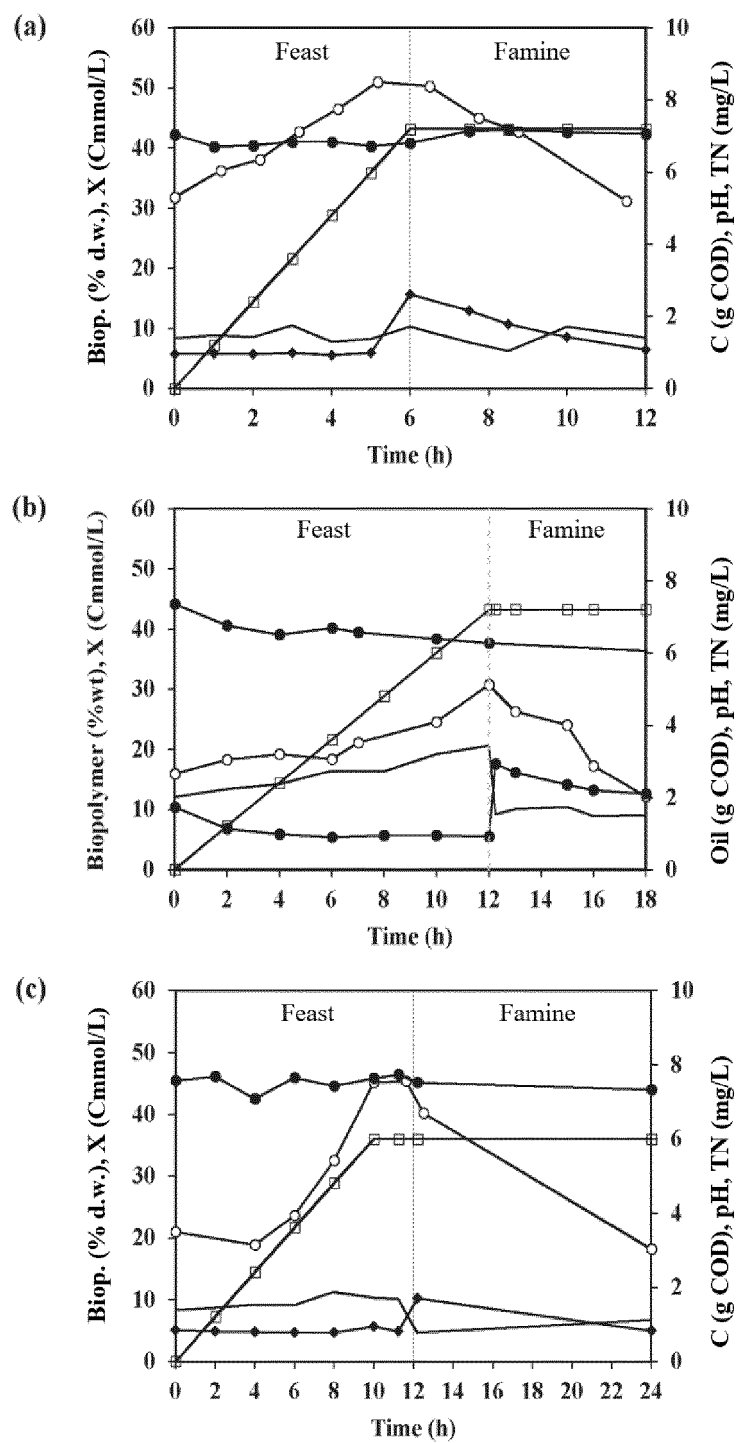 (a)
Feast Famine
Biop. (% d.w.), X (Cmmol/L)
60
50
40
30
20
10
0
10
8
6
4
2
0
C (g COD), pH, TN (mg/L)
0 2 4 6 8 10 12
Time (h)
(b)
Feast Famine
Biopolymer (%wt), X (Cmmol/L)
60
50
40
30
20
10
0
10
8
6
4
2
0
Oil (g COD), pH, TN (mg/L)
0 2 4 6 8 10 12 14 16 18
Time (h)
(c)
Feast Famine
Biop. (% d.w.), X (Cmmol/L)
60
50
40
30
20
10
0
10
8
6
4
2
0
C (g COD), pH, TN (mg/L)
0 2 4 6 8 10 12 14 16 18 20 22 24
Time (h)